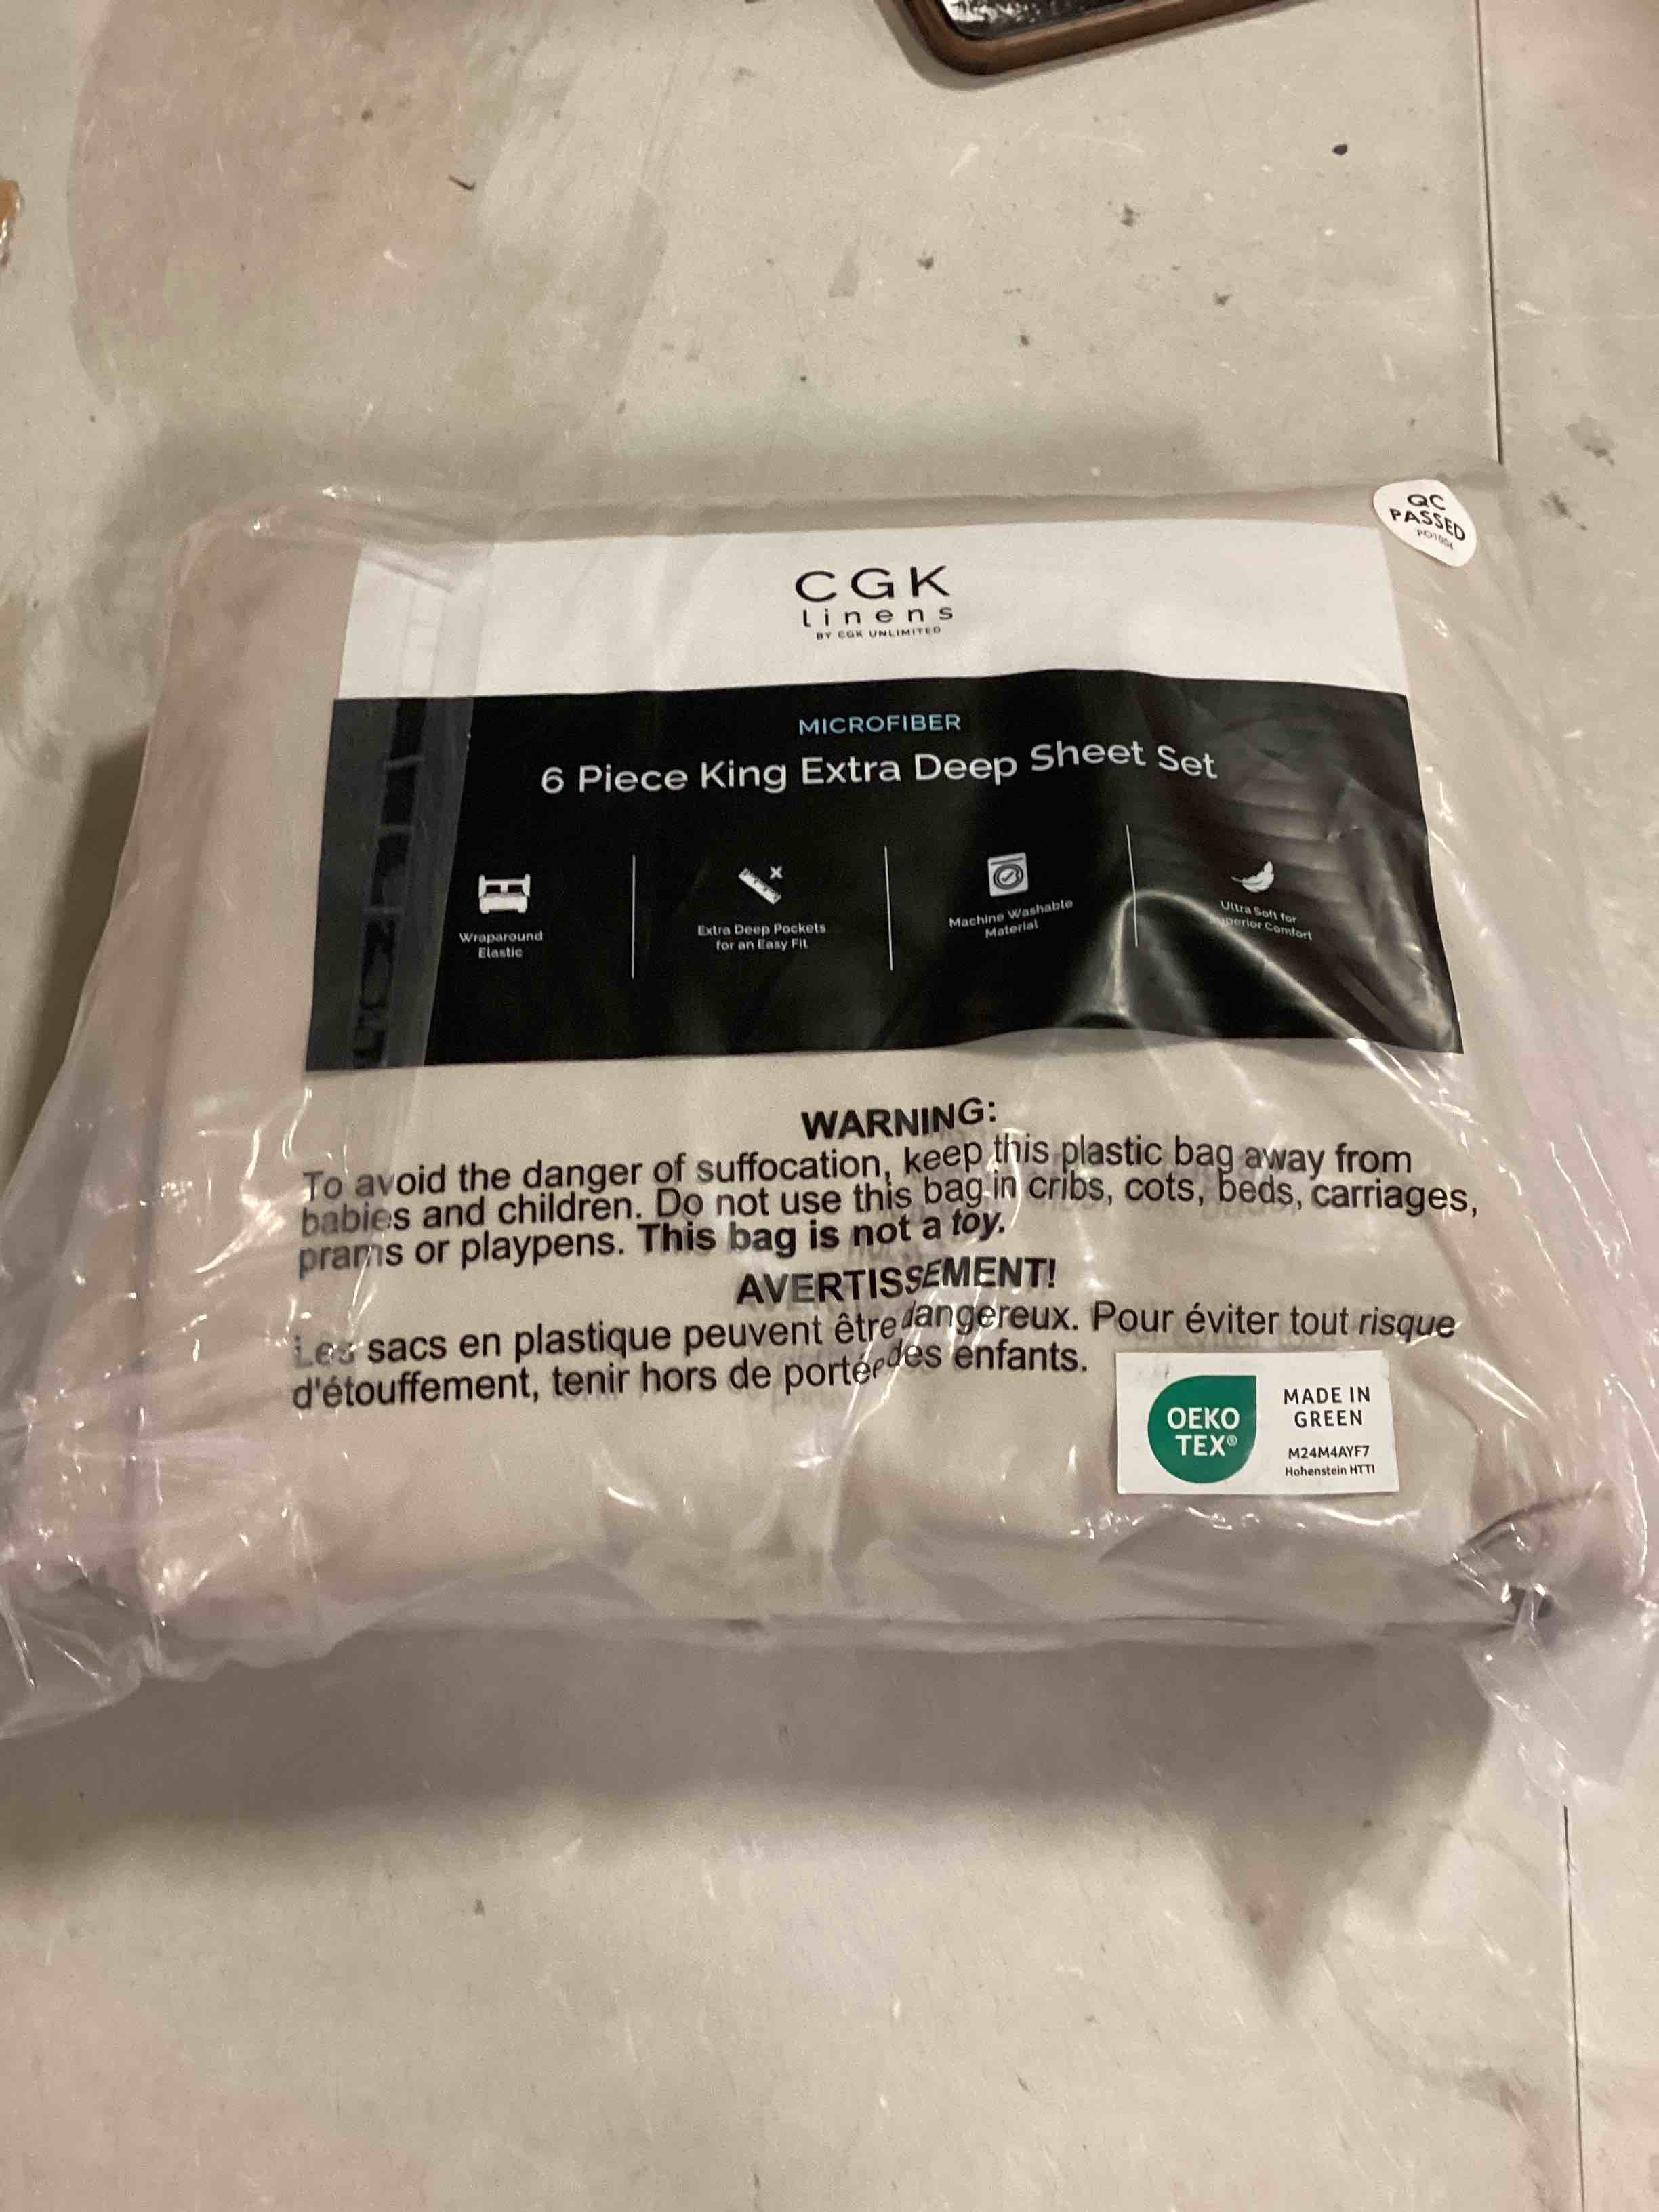 QC
PASSED
CGK
linens
BY CGK UNLIMITED
MICROFIBER
6 Piece King Extra Deep Sheet Set
Wraparound
Elastic
Extra Deep Pockets
for an Easy Fit
Machine Washable
Material
Ultra Soft for
Superior Comfort
WARNING:
To avoid the danger of suffocation, keep this plastic bag away from
babies and children. Do not use this bag in cribs, cots, beds, carriages,
prams or playpens. This bag is not a toy.
AVERTISSEMENT!
Les sacs en plastique peuvent être dangereux. Pour éviter tout risque
d'étouffement, tenir hors de portée des enfants.
OEKO
TEX®
MADE IN
GREEN
M24M4AYF7
Hohenstein HTTI